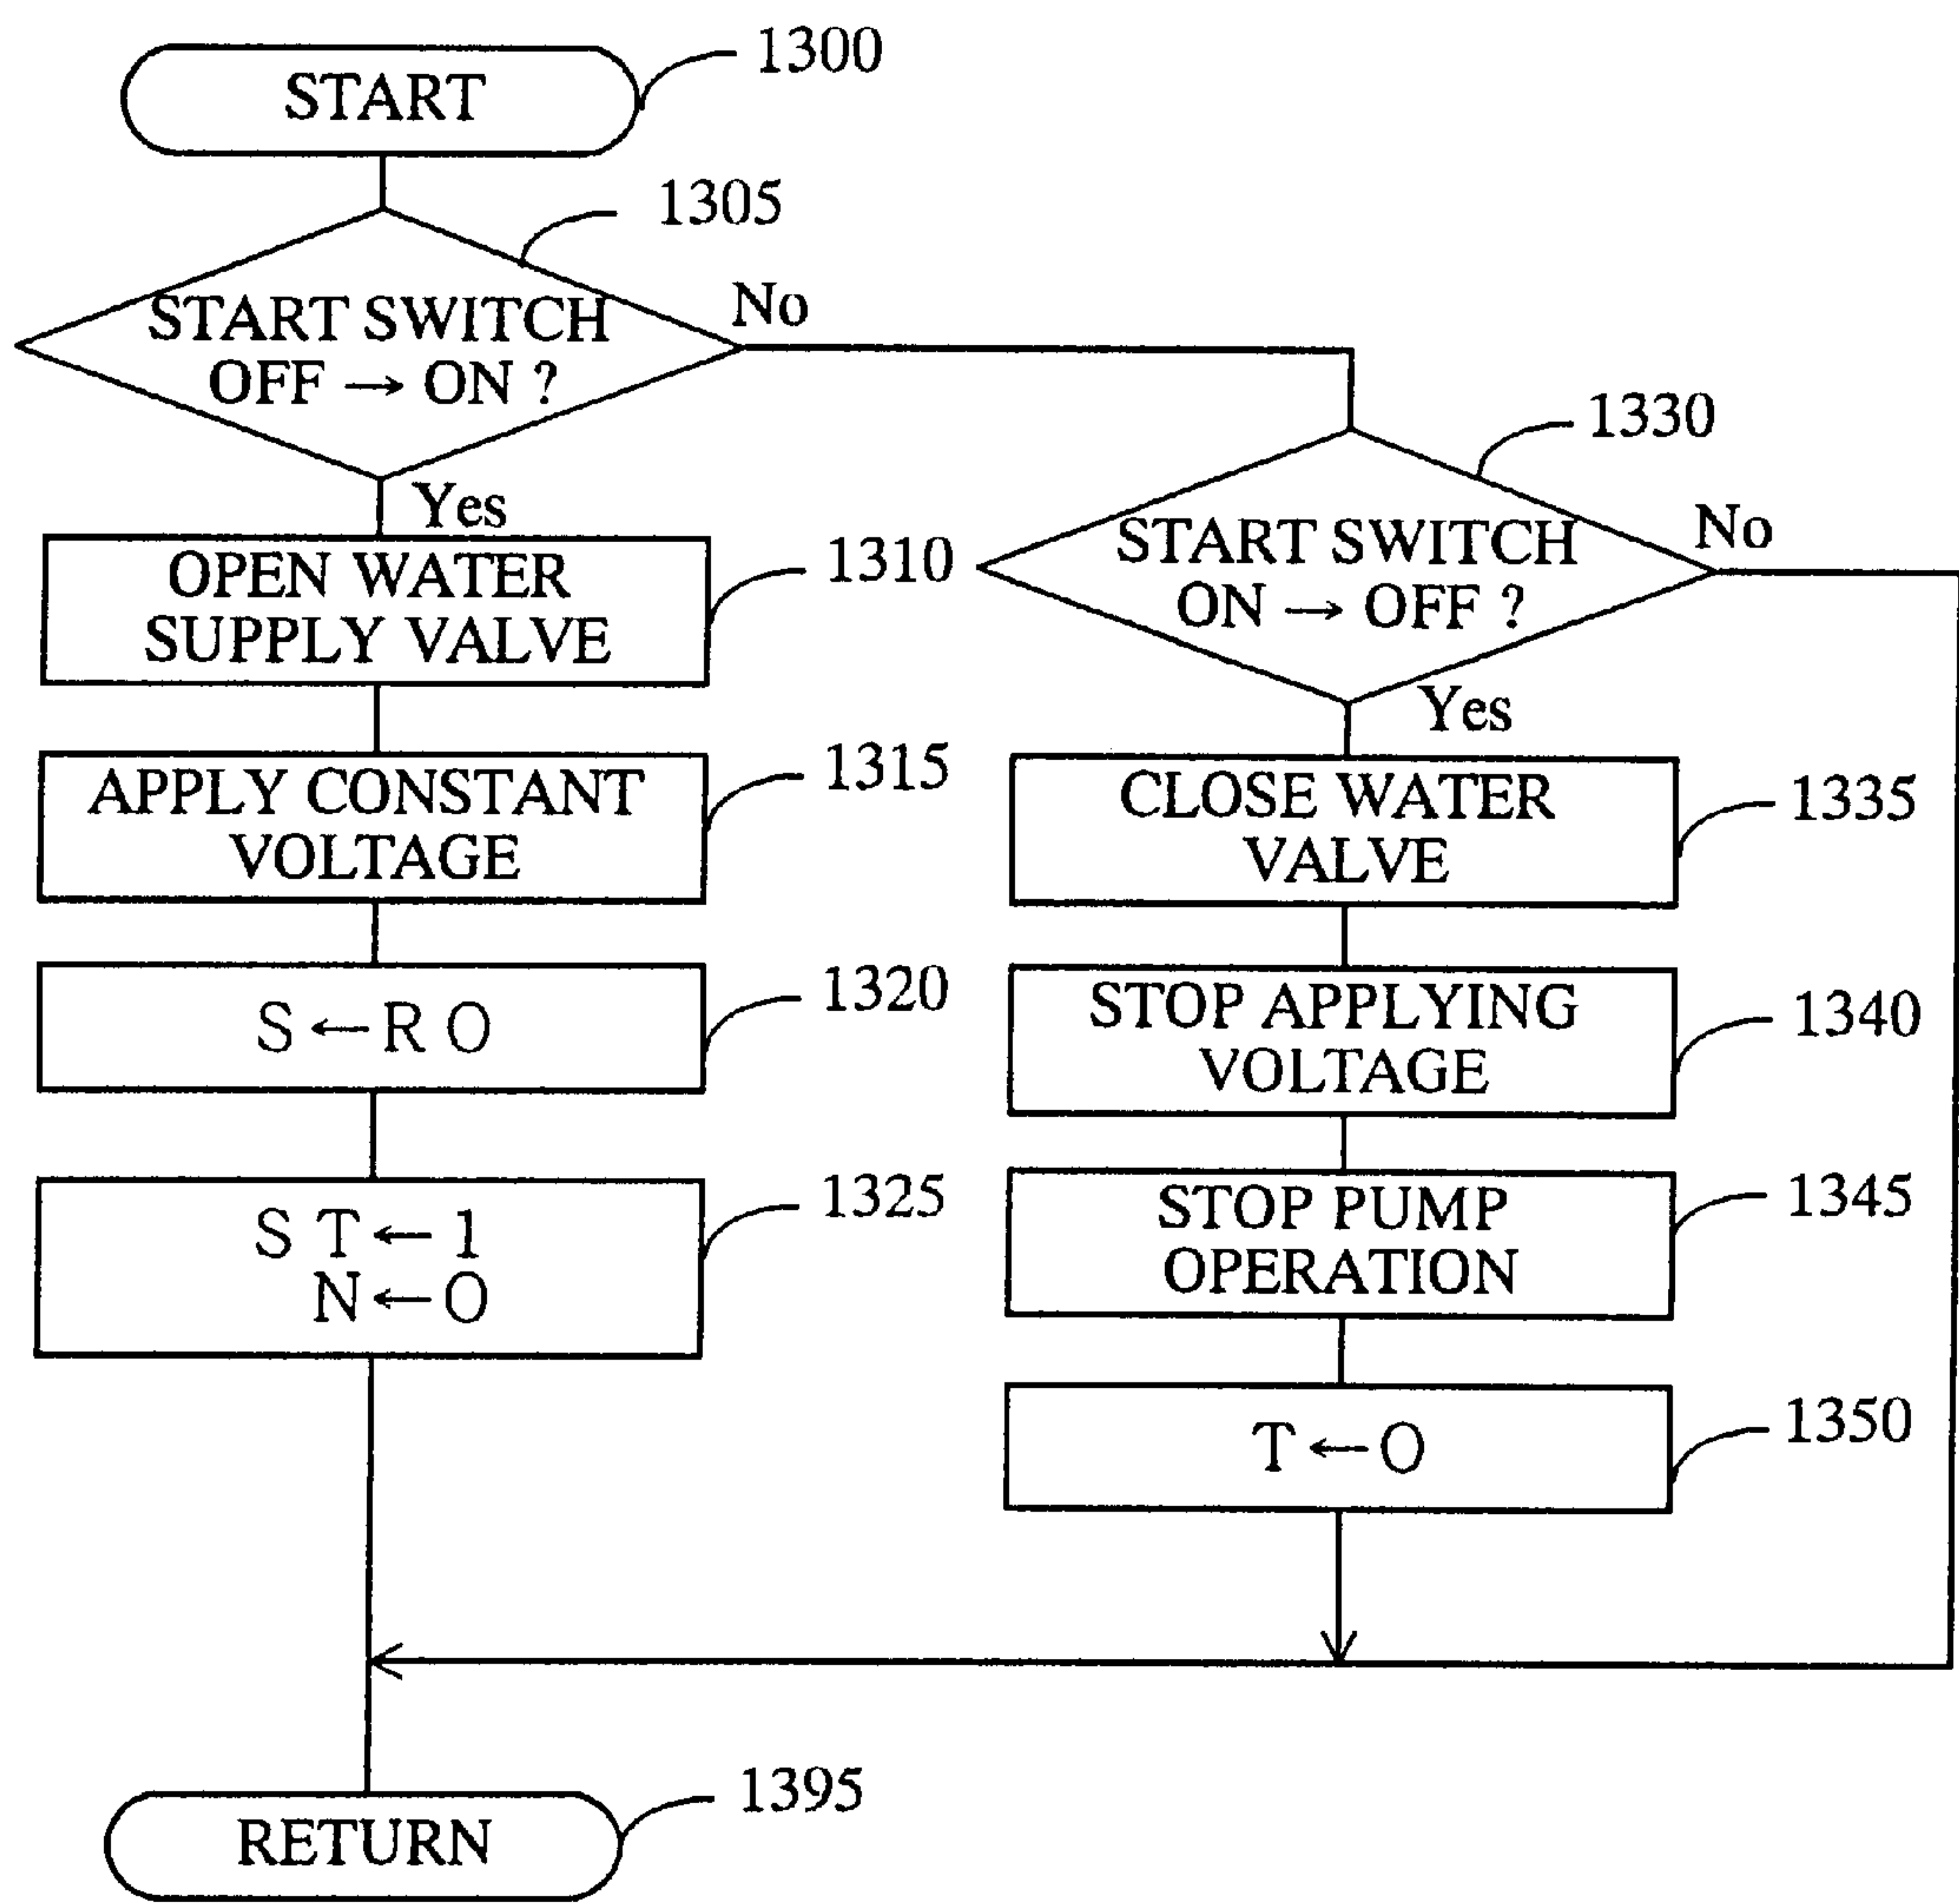 START
1300
1305
START SWITCH
OFF → ON ?
No
Yes
OPEN WATER
SUPPLY VALVE
1310
APPLY CONSTANT
VOLTAGE
1315
S ← R O
1320
S T ← 1
N ← O
1325
1330
START SWITCH
ON → OFF ?
No
Yes
CLOSE WATER
VALVE
1335
STOP APPLYING
VOLTAGE
1340
STOP PUMP
OPERATION
1345
T ← O
1350
RETURN
1395